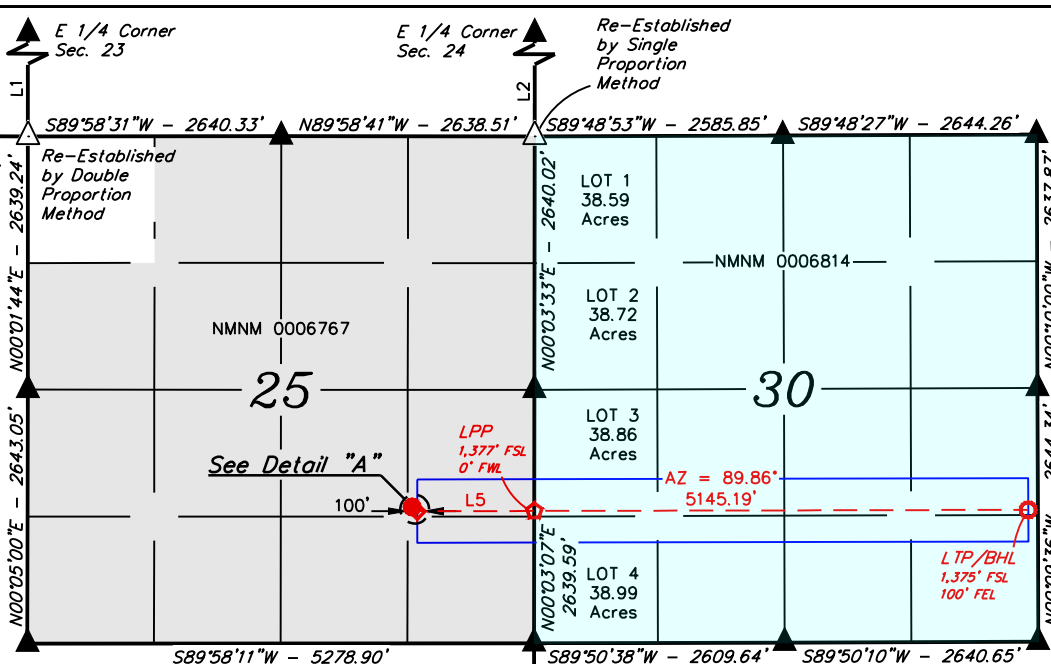 E 1/4 Corner
Sec. 23
E 1/4 Corner
Sec. 24
Re-Established
by Single
Proportion
Method
L1
L2
S89°58'31"W - 2640.33'
N89°58'41"W - 2638.51'
S89°48'53"W - 2585.85'
S89°48'27"W - 2644.26'
Re-Established
by Double
Proportion
Method
N00°01'44"E - 2639.24'
N00°03'33"E - 2640.02'
LOT 1
38.59
Acres
NMNM 0006814
LOT 2
38.72
Acres
NMNM 0006767
25
30
LOT 3
38.86
Acres
LPP
1,377' FSL
0' FWL
See Detail "A"
AZ = 89.86°
5145.19'
100'
L5
N00°05'00"E - 2643.05'
N00°03'07"E
2639.59'
LOT 4
38.99
Acres
LTP/BHL
1,375' FSL
100' FEL
S89°58'11"W - 5278.90'
S89°50'38"W - 2609.64'
S89°50'10"W - 2640.65'